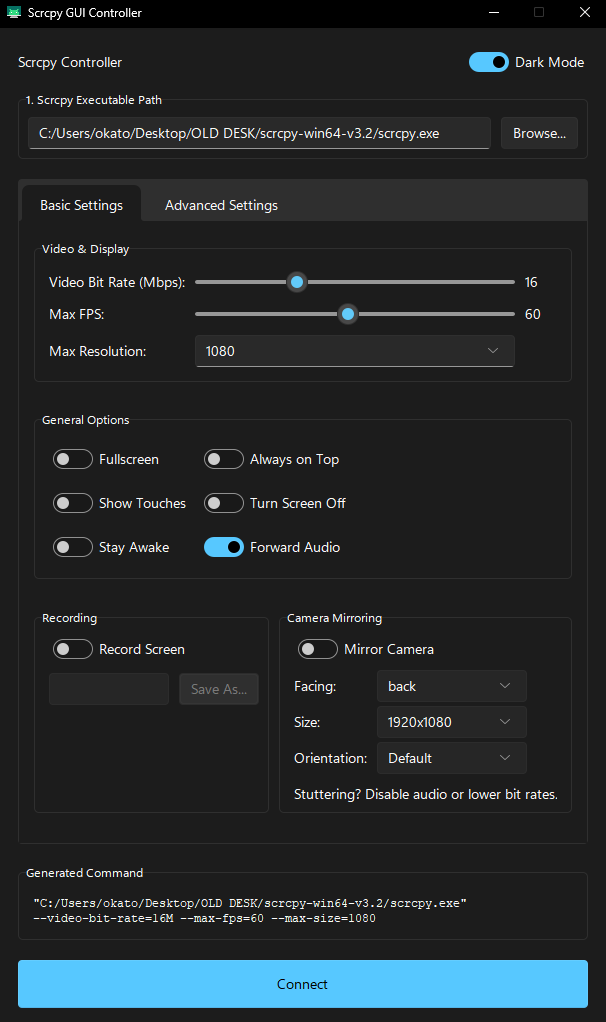 Scrcpy GUI Controller
Scrcpy Controller
Dark Mode
1. Scrcpy Executable Path
C:/Users/okato/Desktop/OLD DESK/scrcpy-win64-v3.2/scrcpy.exe
Browse...
Basic Settings
Advanced Settings
Video & Display
Video Bit Rate (Mbps):
16
Max FPS:
60
Max Resolution:
1080
General Options
Fullscreen
Always on Top
Show Touches
Turn Screen Off
Stay Awake
Forward Audio
Recording
Record Screen
Save As...
Camera Mirroring
Mirror Camera
Facing:
back
Size:
1920x1080
Orientation:
Default
Stuttering? Disable audio or lower bit rates.
Generated Command
"C:/Users/okato/Desktop/OLD DESK/scrcpy-win64-v3.2/scrcpy.exe"
--video-bit-rate=16M --max-fps=60 --max-size=1080
Connect